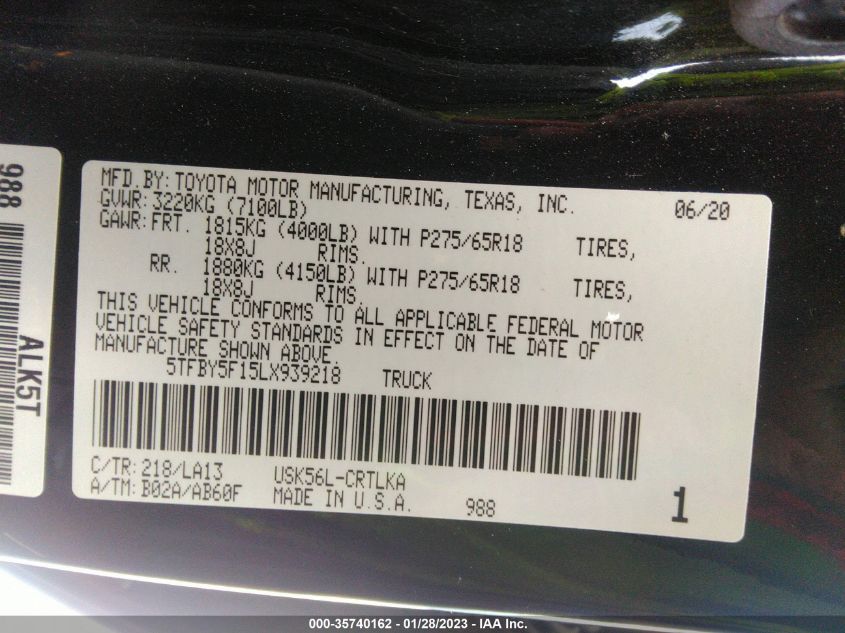 988
ALK5T
MFD.BY:TOYOTA MOTOR MANUFACTURING, TEXAS, INC. 06/20
GVWR:3220KG (7100LB)
GAWR:FRT. 1815KG (4000LB) WITH P275/65R18 TIRES,
18X8J RIMS.
RR. 1880KG (4150LB) WITH P275/65R18 TIRES,
18X8J RIMS.
THIS VEHICLE CONFORMS TO ALL APPLICABLE FEDERAL MOTOR
VEHICLE SAFETY STANDARDS IN EFFECT ON THE DATE OF
MANUFACTURE SHOWN ABOVE.
5TFBY5F15LX939218 TRUCK
C/TR:218/LA13 USK56L-CRTLKA
A/TM:B02A/AB60F MADE IN U.S.A. 988 1
000-35740162 - 01/28/2023 - IAA Inc.